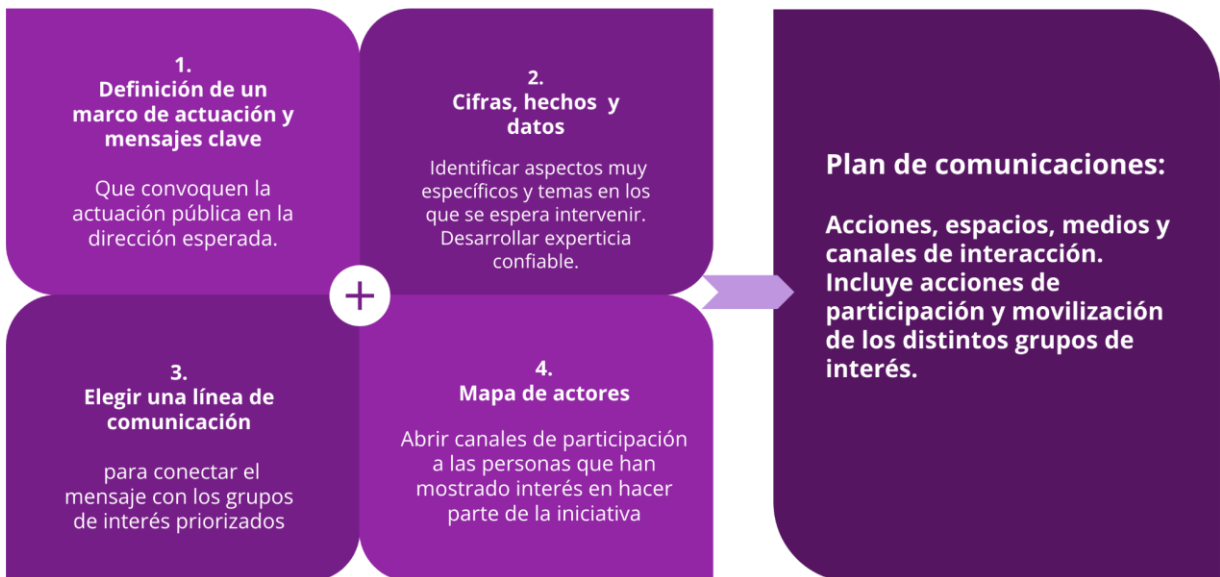 1.
Definición de un
marco de actuación y
mensajes clave
Que convoquen la
actuación pública en la
dirección esperada.
2.
Cifras, hechos y
datos
Identificar aspectos muy
específicos y temas en los
que se espera intervenir.
Desarrollar experticia
confiable.
3.
Elegir una línea de
comunicación
para conectar el
mensaje con los grupos
de interés priorizados
4.
Mapa de actores
Abrir canales de participación
a las personas que han
mostrado interés en hacer
parte de la iniciativa
+
Plan de comunicaciones:
Acciones, espacios, medios y
canales de interacción.
Incluye acciones de
participación y movilización
de los distintos grupos de
interés.